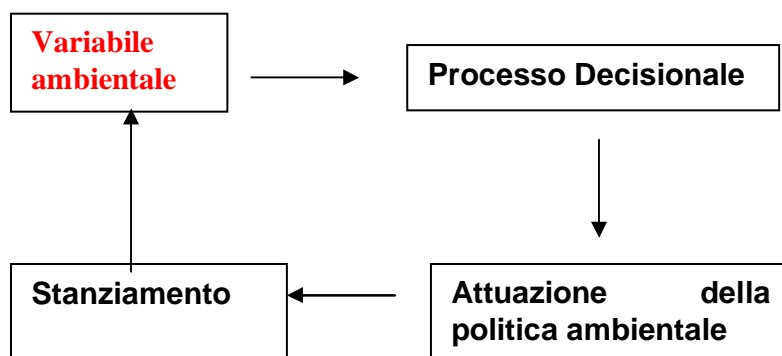 Variabile
ambientale
Processo Decisionale
Stanziamento
Attuazione della
politica ambientale